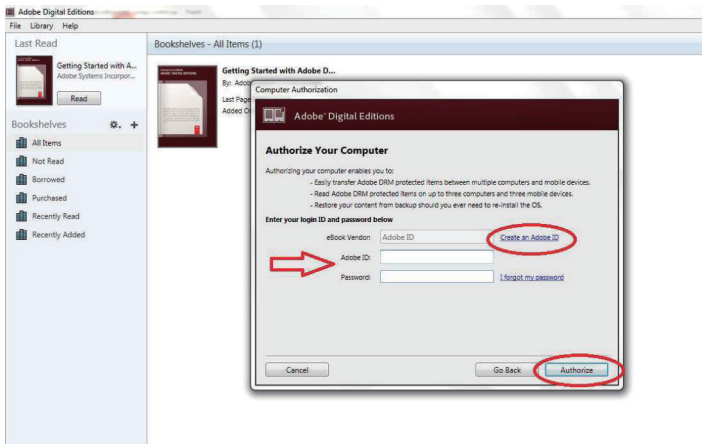 Adobe Digital Editions
File Library Help
Last Read
Getting Started with A...
Adobe Systems Incorpor...
Read
Bookshelves
All Items
Not Read
Borrowed
Purchased
Recently Read
Recently Added
Bookshelves - All Items (1)
Getting Started with Adobe D...
By: Adob
Last Page
Added O
Computer Authorization
Adobe® Digital Editions
Authorize Your Computer
Authorizing your computer enables you to:
- Easily transfer Adobe DRM protected items between multiple computers and mobile devices.
- Read Adobe DRM protected items on up to three computers and three mobile devices.
- Restore your content from backup should you ever need to re-install the OS.
Enter your login ID and password below
eBook Vendor: Adobe ID Create an Adobe ID
Adobe ID:
Password: I forgot my password
Cancel Go Back Authorize